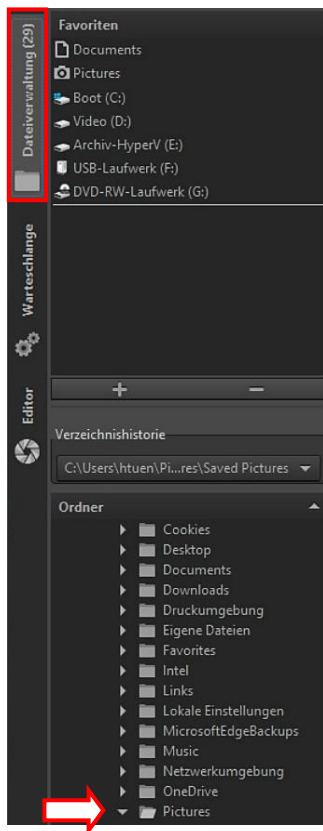 Dateiverwaltung (29)
Warteschlange
Editor
Favoriten
Documents
Pictures
Boot (C:)
Video (D:)
Archiv-HyperV (E:)
USB-Laufwerk (F:)
DVD-RW-Laufwerk (G:)
Verzeichnishistorie
C:\Users\htuen\Pi...res\Saved Pictures
Ordner
Cookies
Desktop
Documents
Downloads
Druckumgebung
Eigene Dateien
Favorites
Intel
Links
Lokale Einstellungen
MicrosoftEdgeBackups
Music
Netzwerkumgebung
OneDrive
Pictures